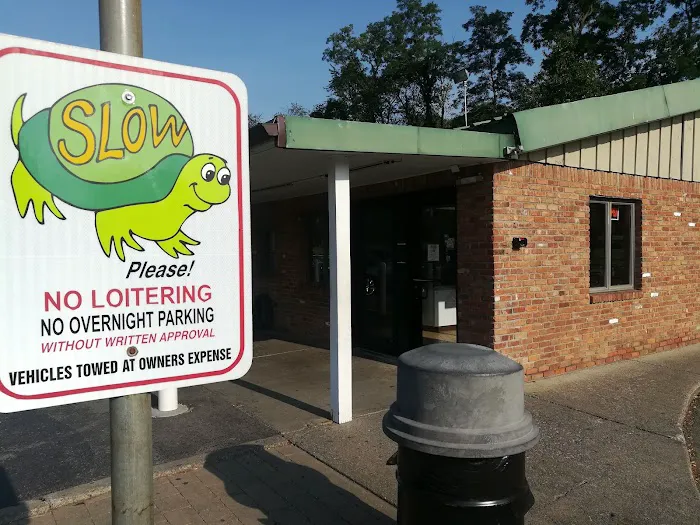 SLOW
Please!
NO LOITERING
NO OVERNIGHT PARKING
WITHOUT WRITTEN APPROVAL
VEHICLES TOWED AT OWNERS EXPENSE